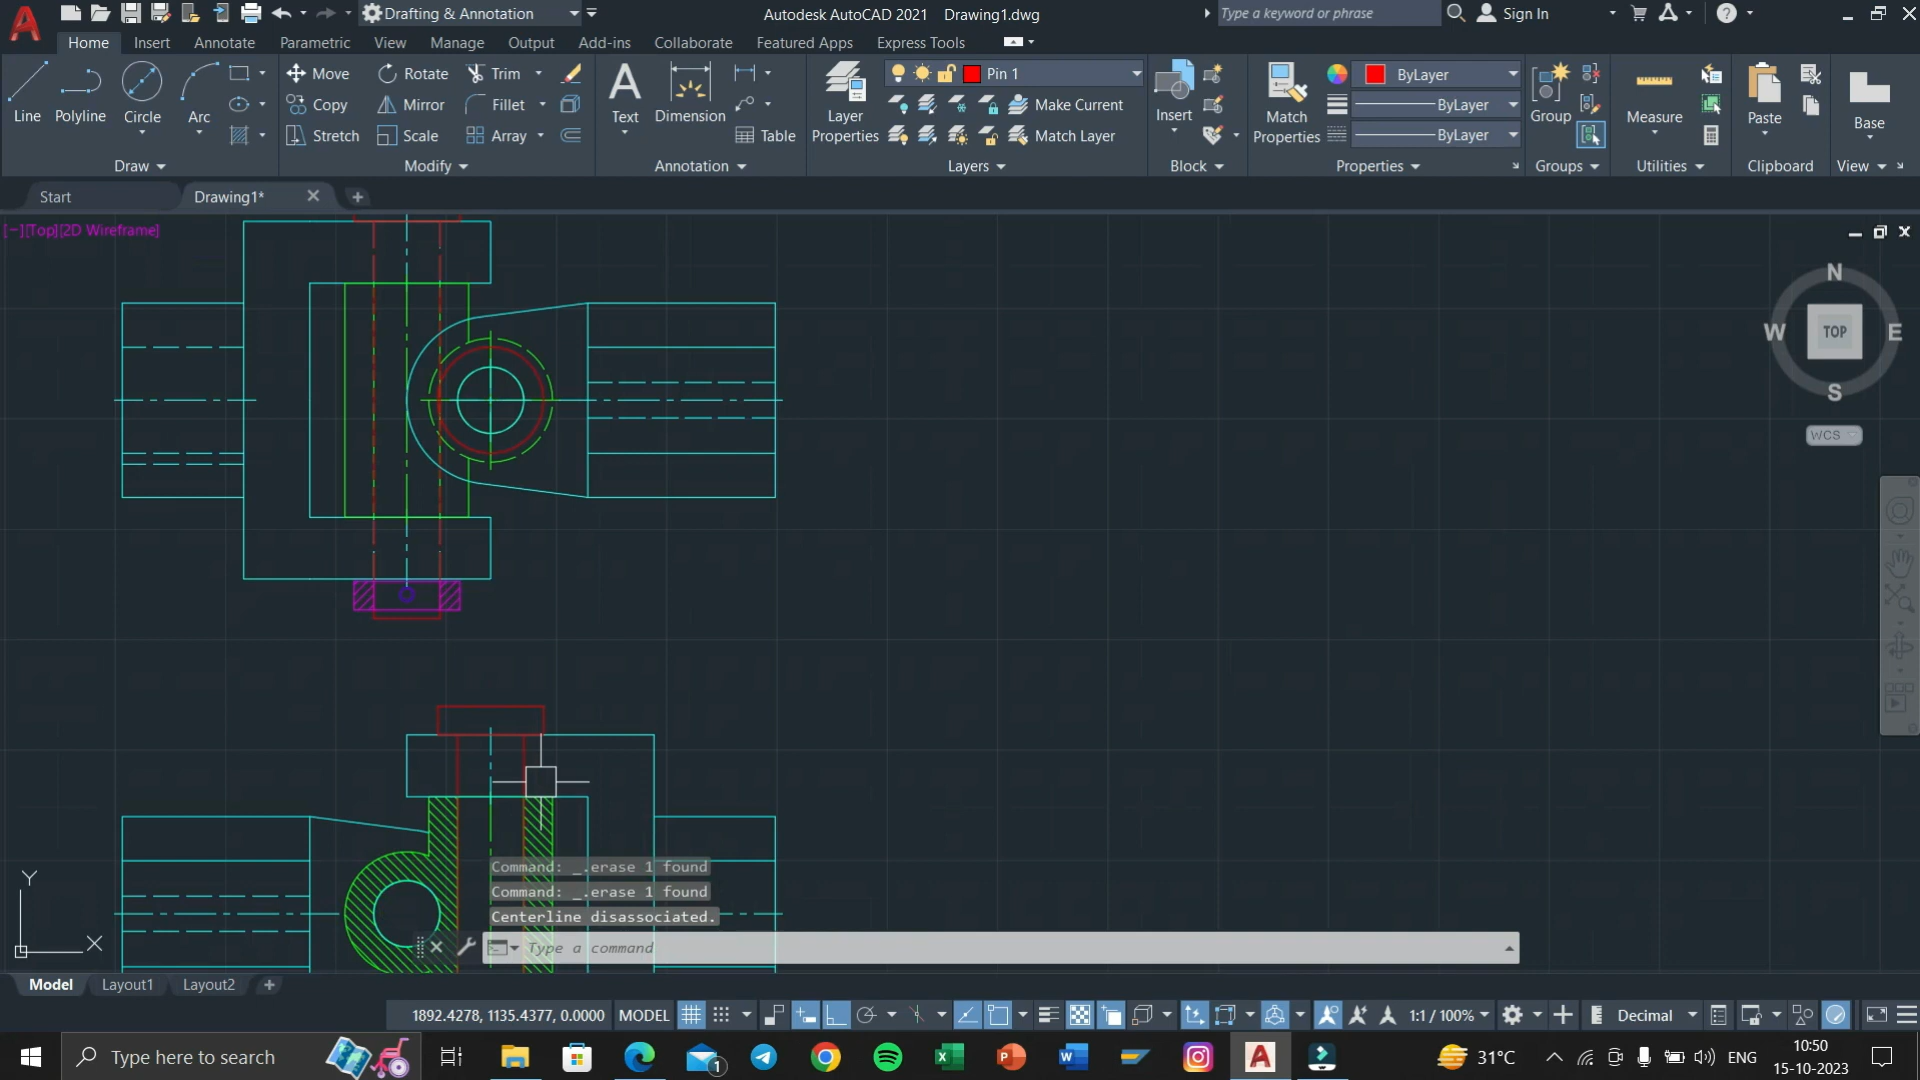 Drafting & Annotation
Autodesk AutoCAD 2021 Drawing1.dwg
Type a keyword or phrase
Sign In
Home Insert Annotate Parametric View Manage Output Add-ins Collaborate Featured Apps Express Tools
Line Polyline Circle Arc
Move Rotate Trim
Copy Mirror Fillet
Stretch Scale Array
Text Dimension Table
Layer Properties
Pin 1
Make Current
Match Layer
Insert
Match Properties
ByLayer
ByLayer
ByLayer
Group
Measure
Paste
Base
Draw Modify Annotation Layers Block Properties Groups Utilities Clipboard View
Start Drawing1*
[−][Top][2D Wireframe]
N
W TOP E
S
WCS
Command: _.erase 1 found
Command: _.erase 1 found
Centerline disassociated.
Type a command
Y
X
Model Layout1 Layout2
1892.4278, 1135.4377, 0.0000 MODEL 1:1 / 100% Decimal
Type here to search
1
31°C ENG
10:50
15-10-2023